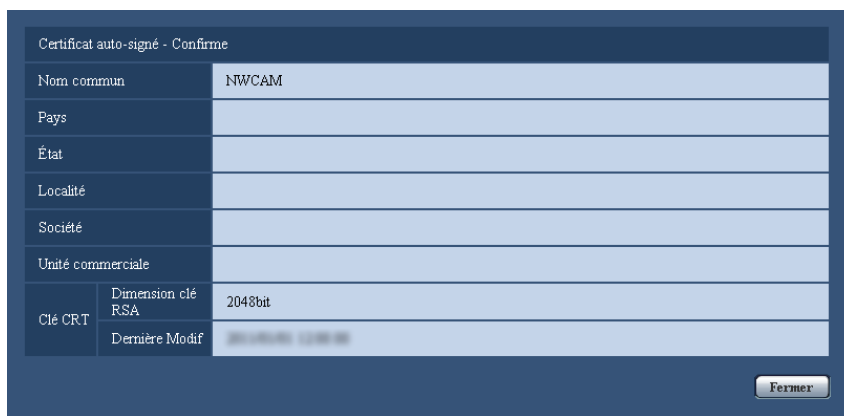 Certificat auto-signé - Confirme
Nom commun NWCAM
Pays
État
Localité
Société
Unité commerciale
Clé CRT
Dimension clé
RSA
2048bit
Dernière Modif
Fermer